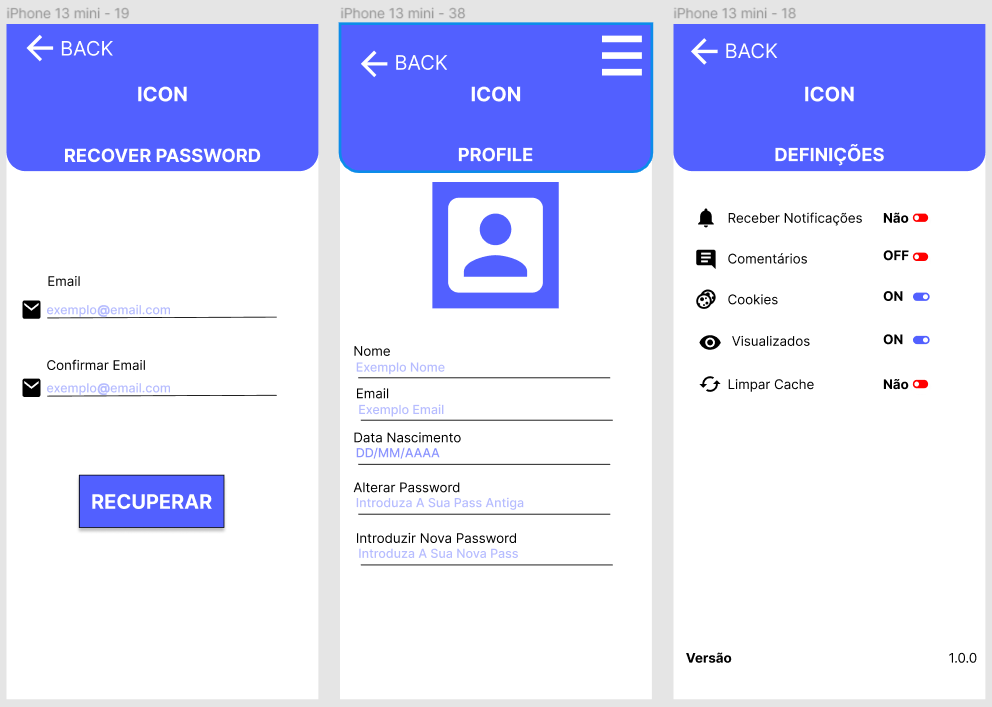 iPhone 13 mini - 19
BACK
ICON
RECOVER PASSWORD
Email
exemplo@email.com
Confirmar Email
exemplo@email.com
RECUPERAR
iPhone 13 mini - 38
BACK
ICON
PROFILE
Nome
Exemplo Nome
Email
Exemplo Email
Data Nascimento
DD/MM/AAAA
Alterar Password
Introduza A Sua Pass Antiga
Introduzir Nova Password
Introduza A Sua Nova Pass
iPhone 13 mini - 18
BACK
ICON
DEFINIÇÕES
Receber Notificações Não
Comentários OFF
Cookies ON
Visualizados ON
Limpar Cache Não
Versão 1.0.0